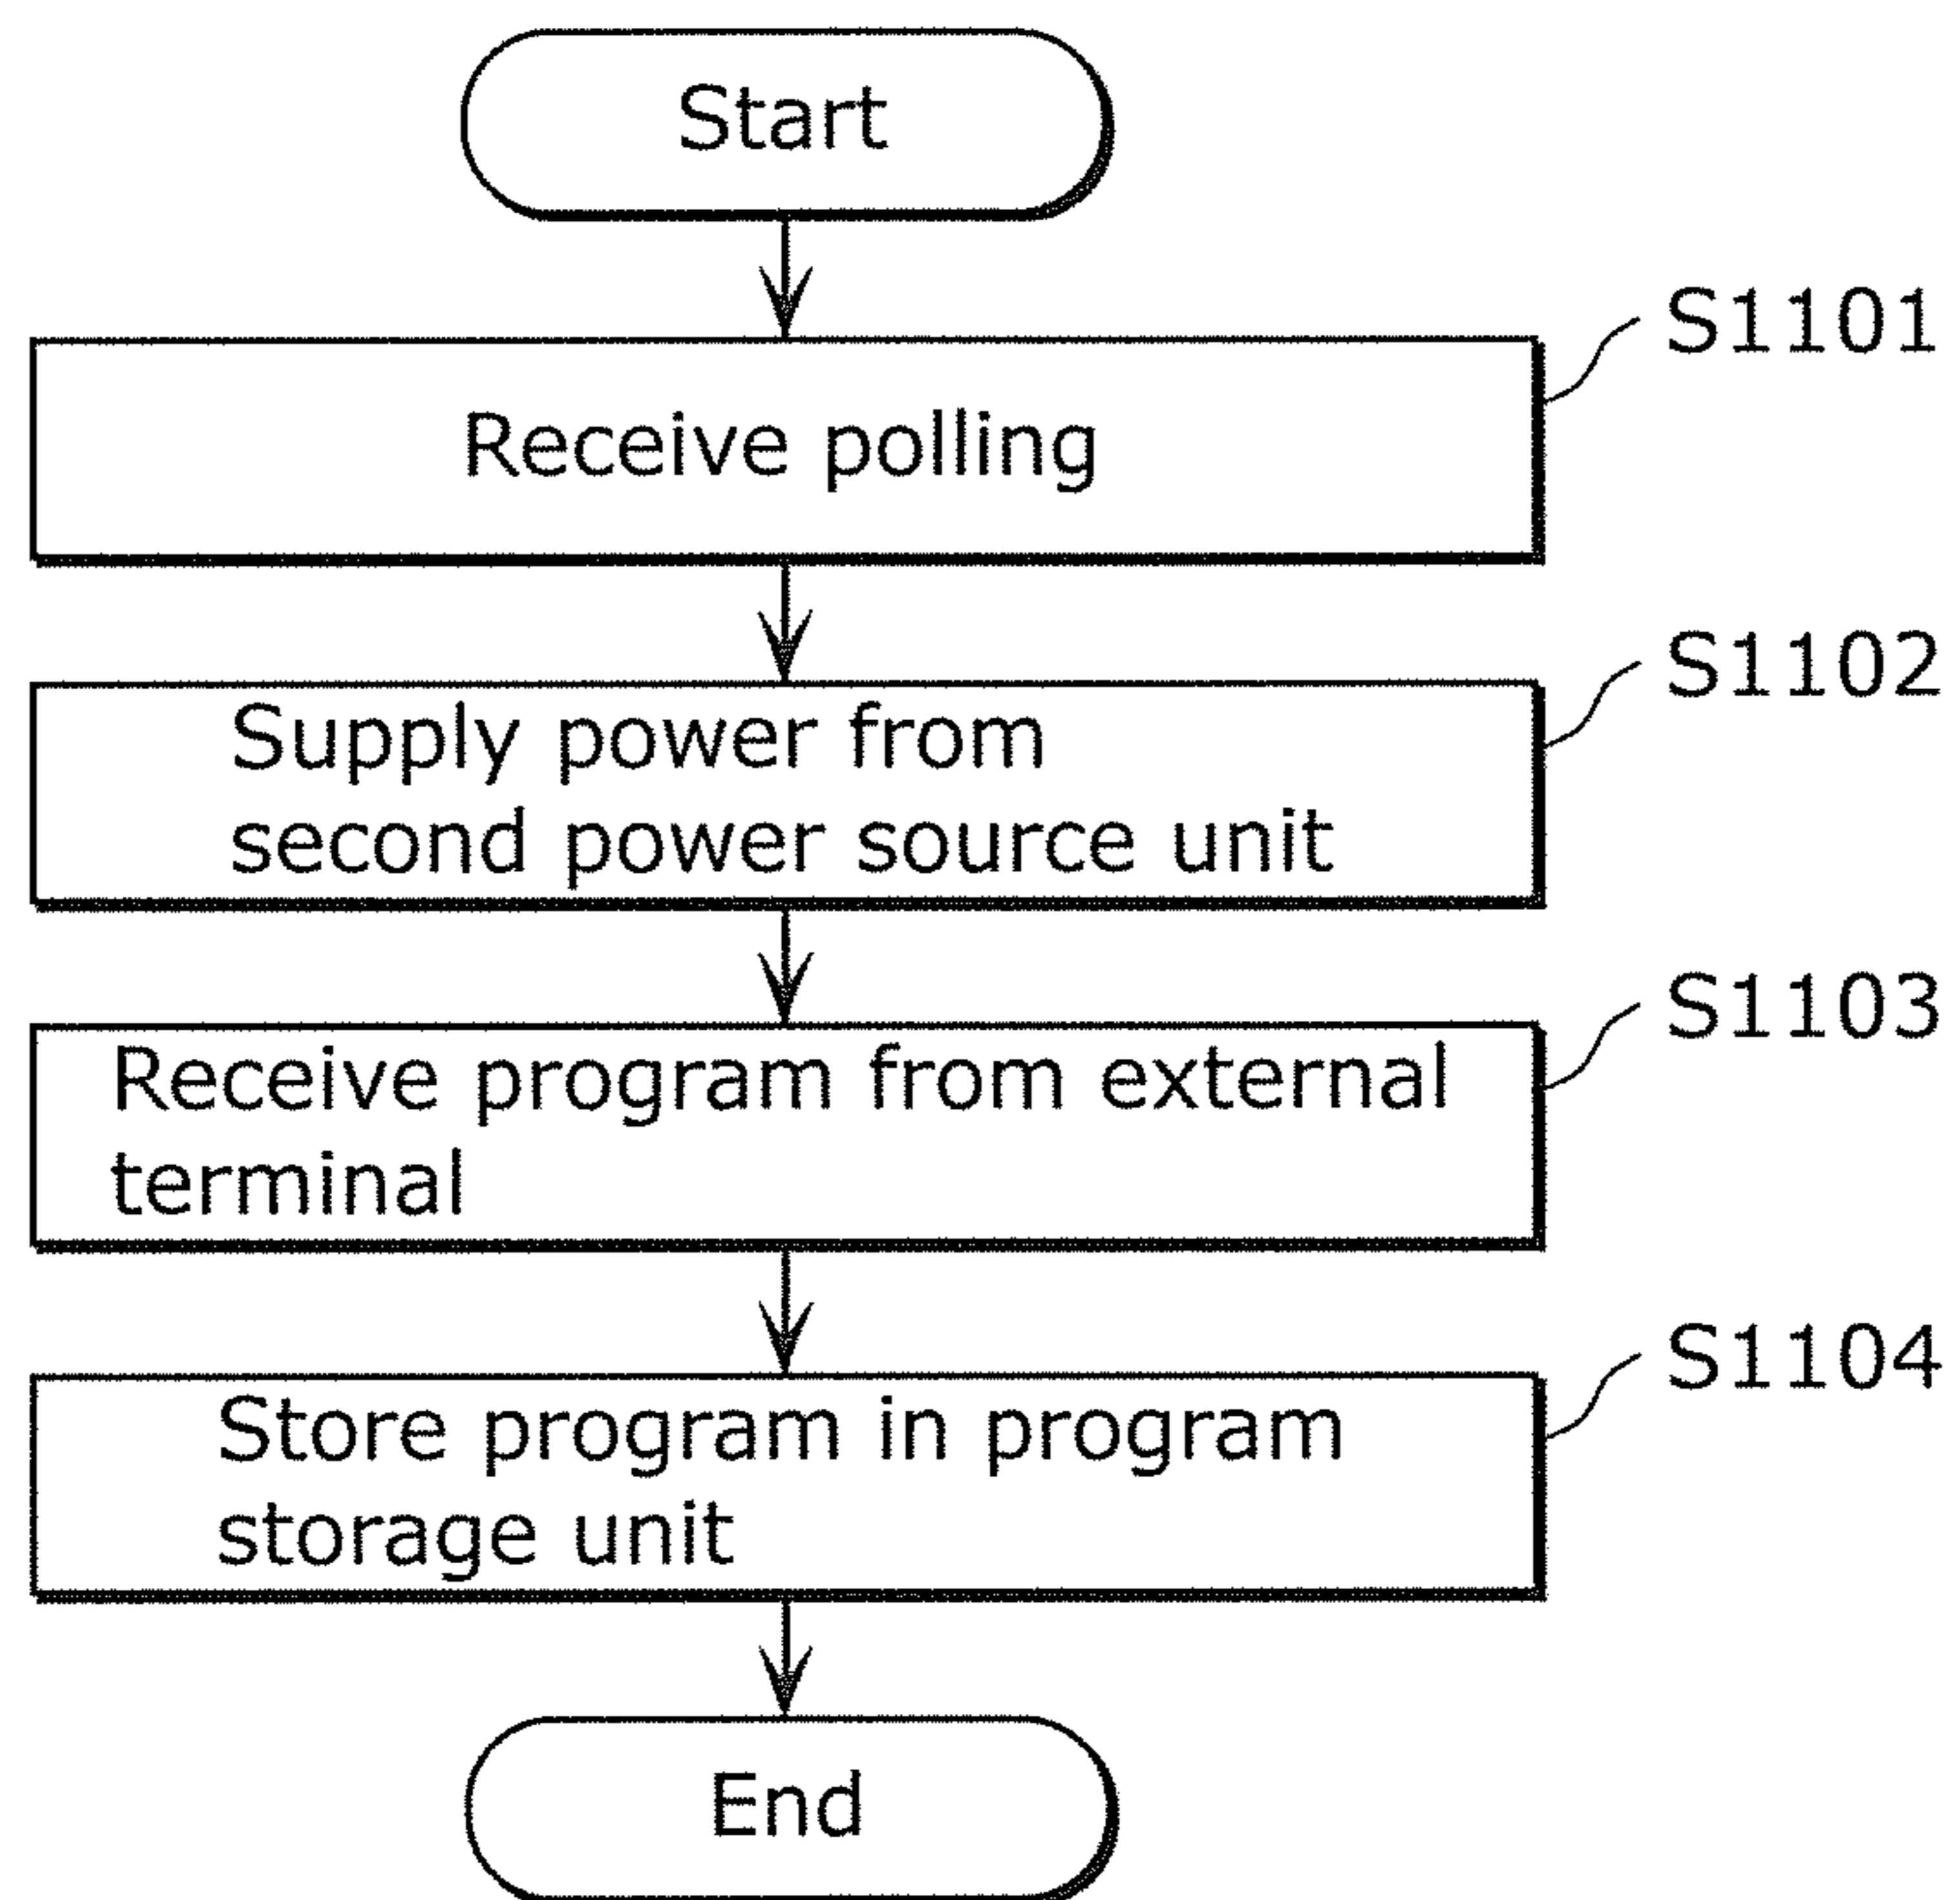 Start
S1101
Receive polling
S1102
Supply power from
second power source unit
S1103
Receive program from external
terminal
S1104
Store program in program
storage unit
End